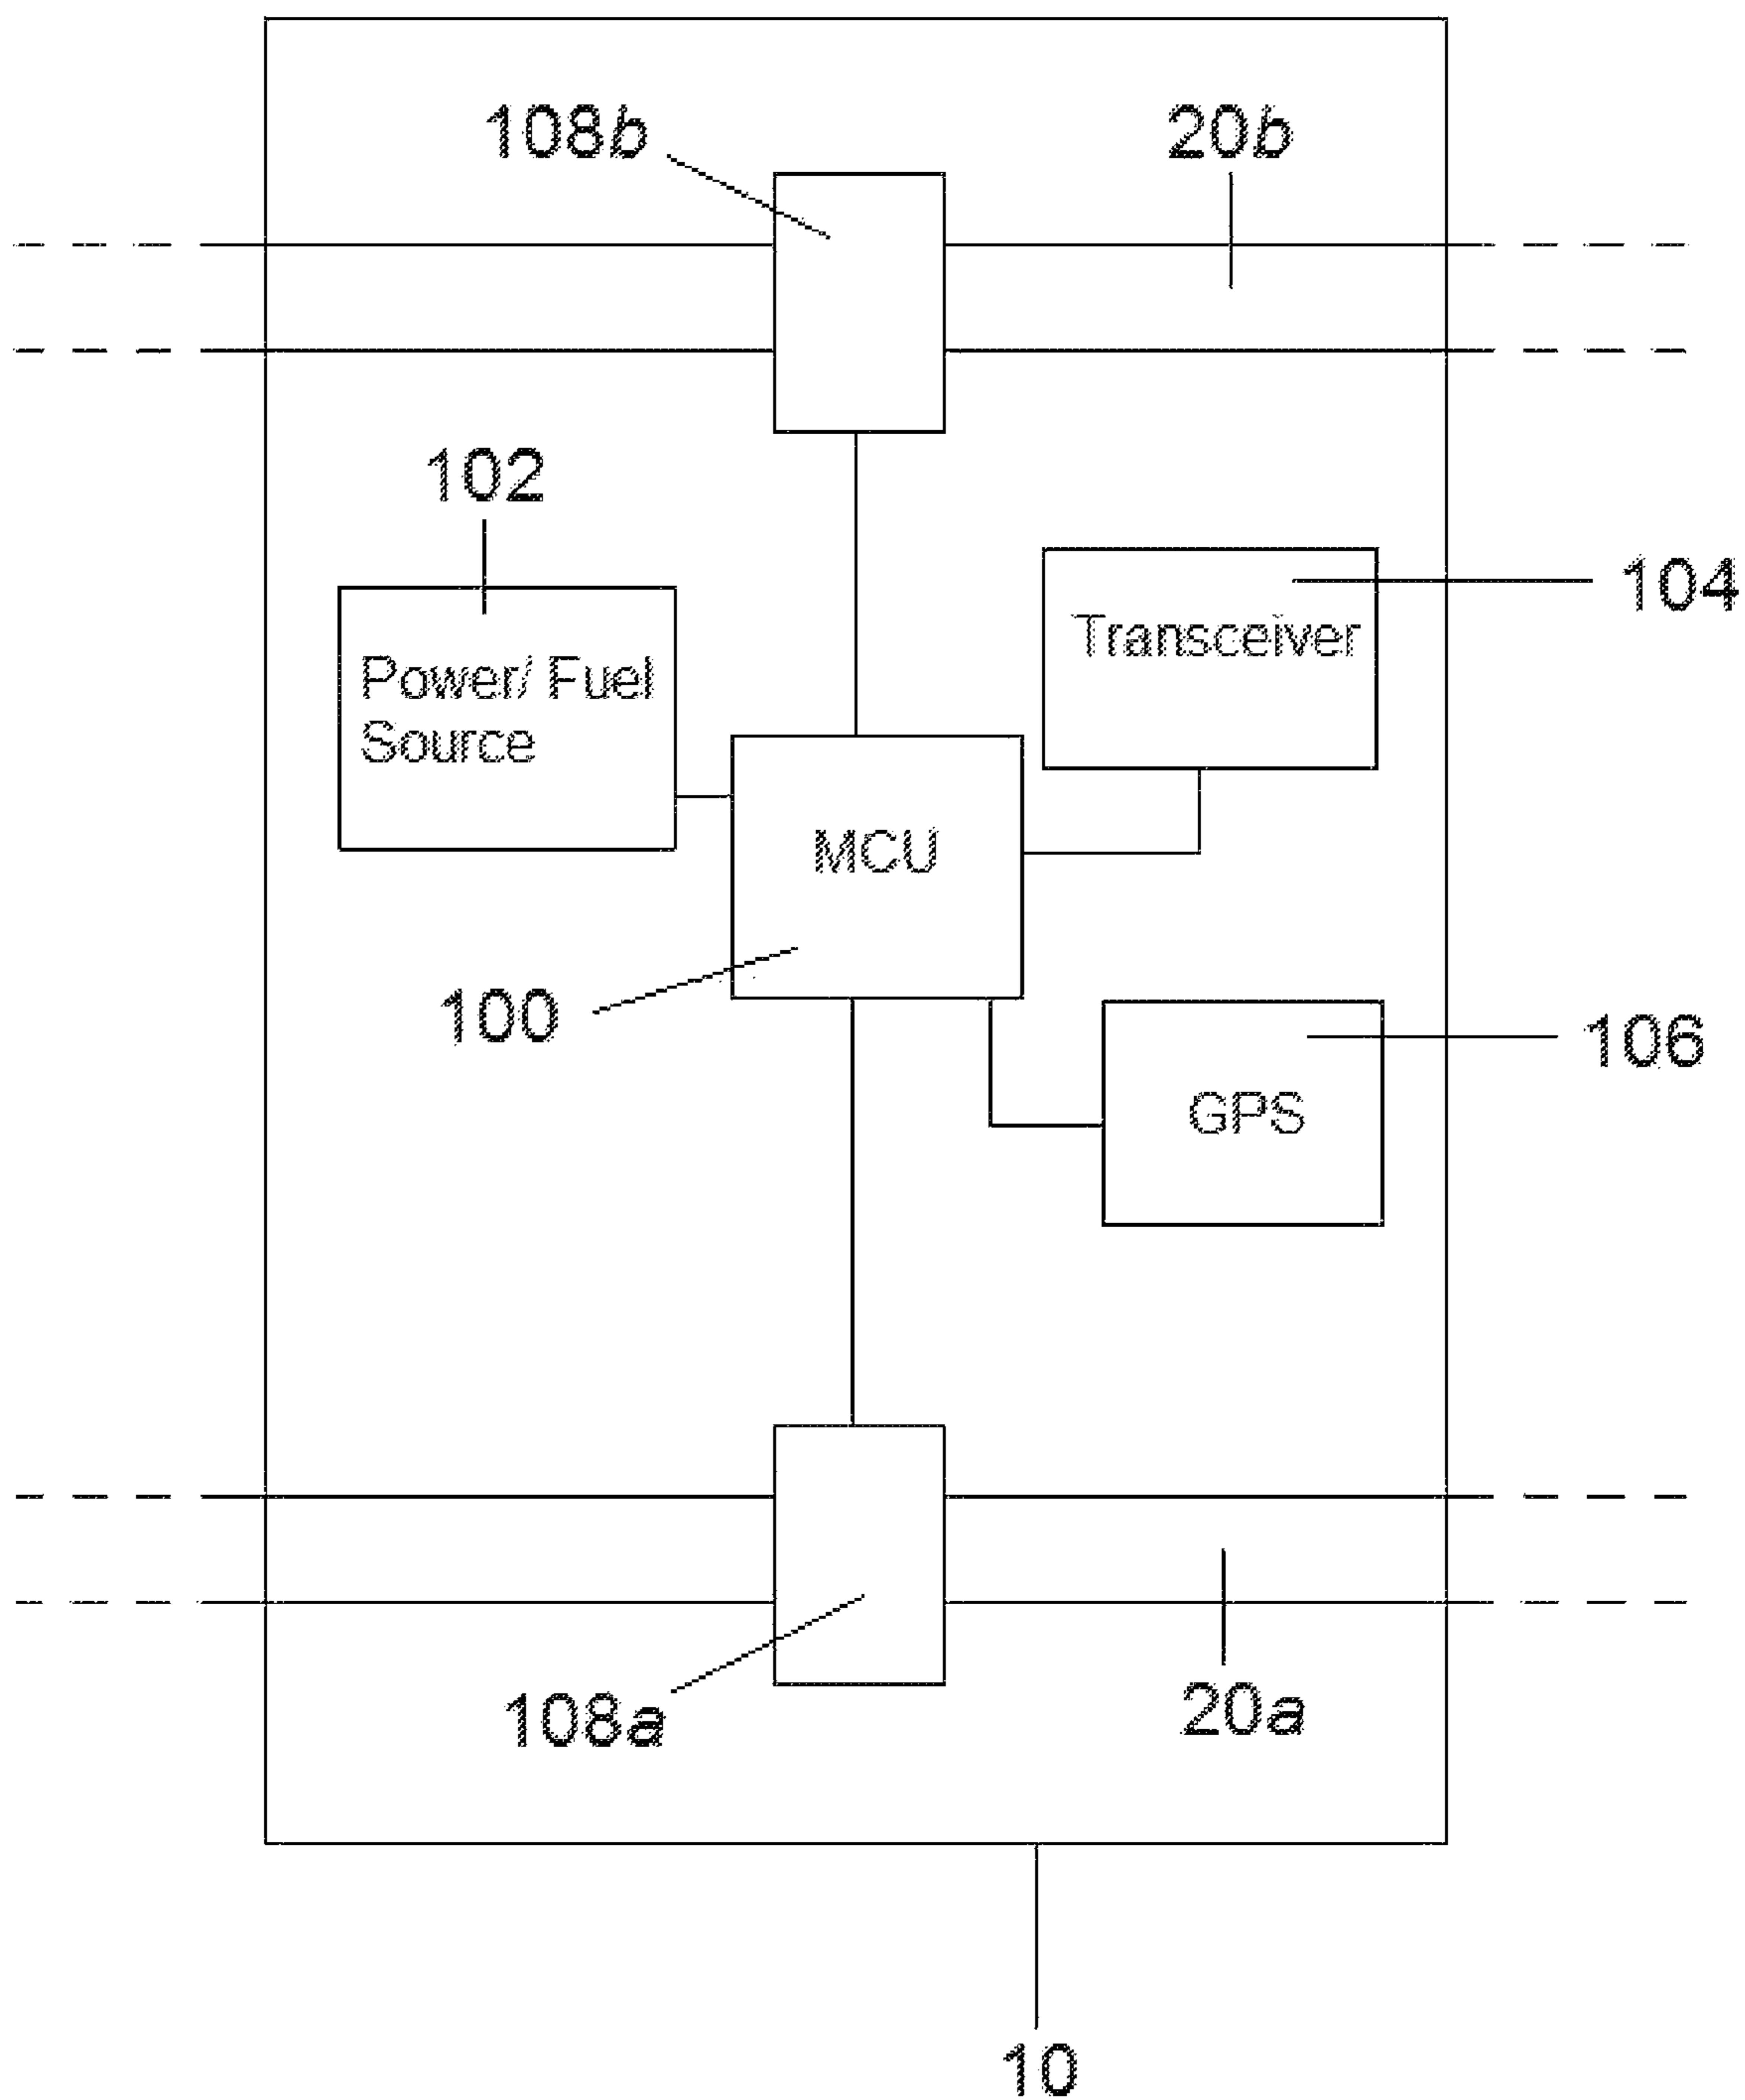 108b
20b
102
104
Transceiver
Power/ Fuel
Source
MCU
100
106
GPS
108a
20a
10